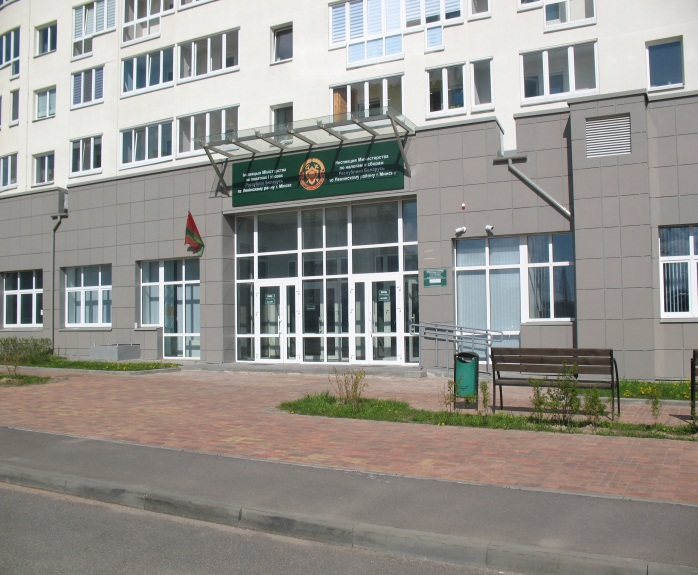 Інспекцыя Міністэрства
па падатках і зборах
Рэспублікі Беларусь
па Ленінскаму раёну г. Мінска
Инспекция Министерства
по налогам и сборам
Республики Беларусь
по Ленинскому району г. Минска